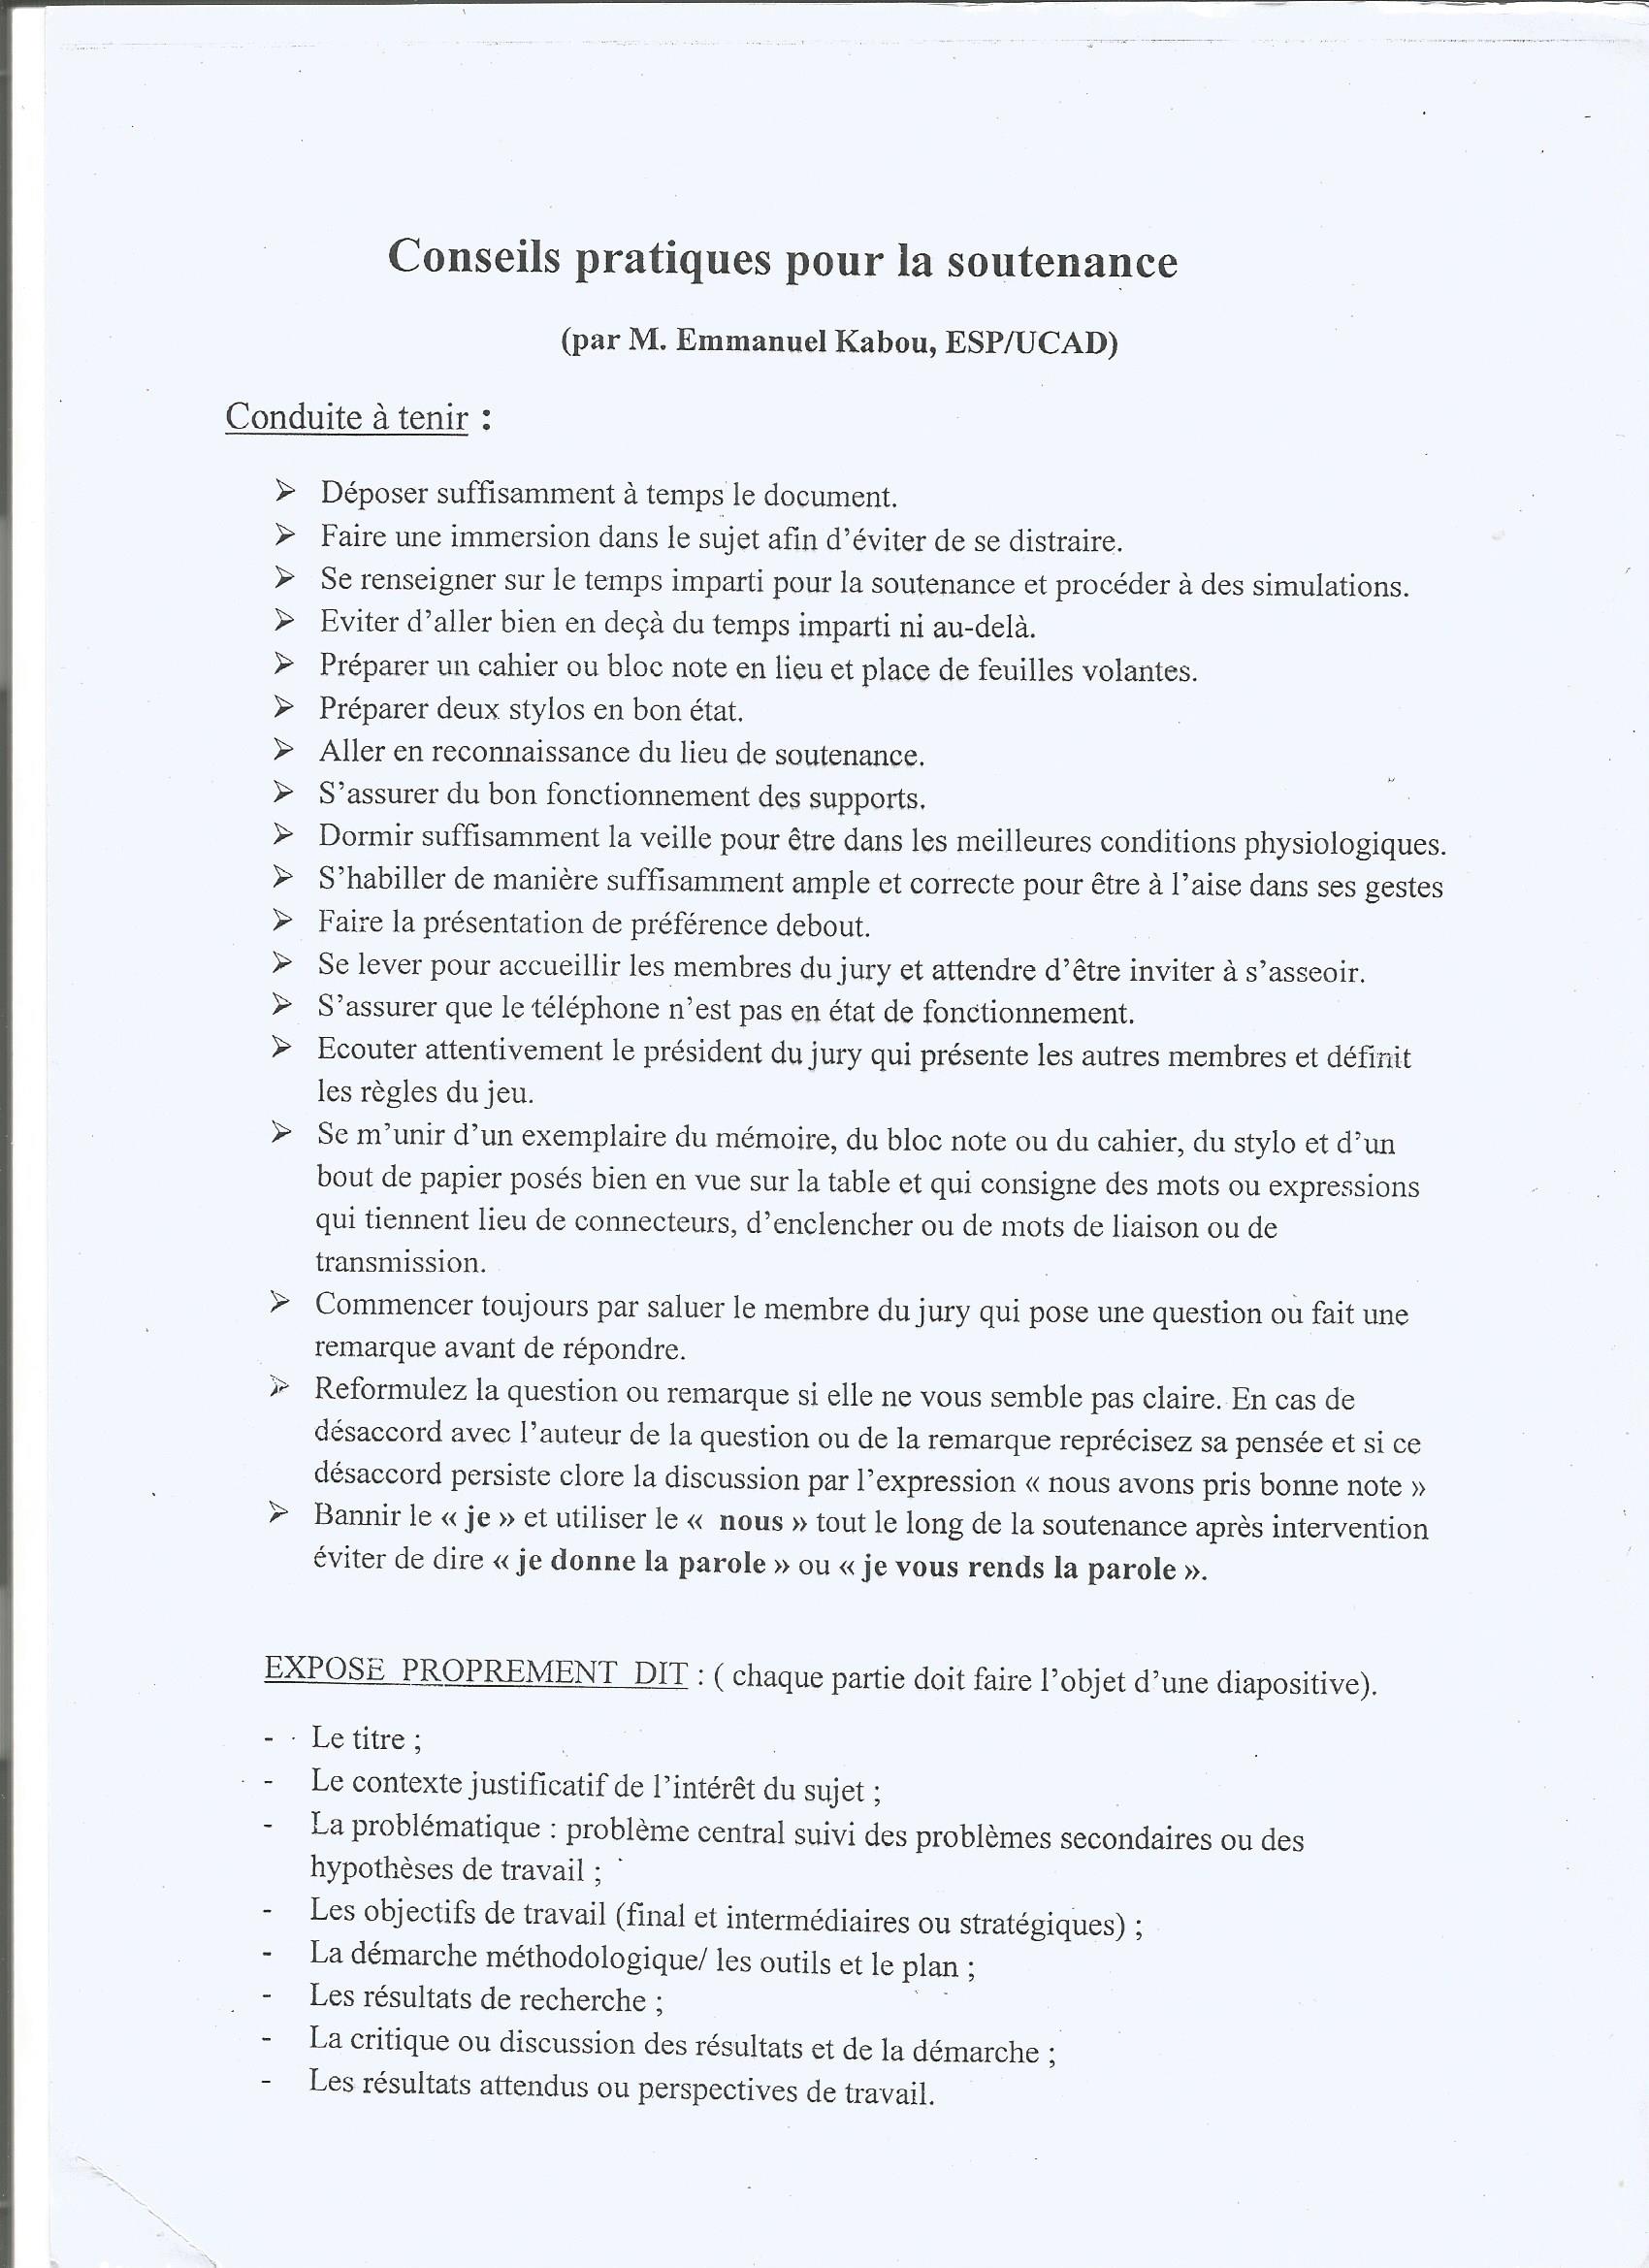 Conseils pratiques pour la soutenance
(par M. Emmanuel Kabou, ESP/UCAD)
Conduite à tenir :
➢ Déposer suffisamment à temps le document.
➢ Faire une immersion dans le sujet afin d'éviter de se distraire.
➢ Se renseigner sur le temps imparti pour la soutenance et procéder à des simulations.
➢ Eviter d'aller bien en deçà du temps imparti ni au-delà.
➢ Préparer un cahier ou bloc note en lieu et place de feuilles volantes.
➢ Préparer deux stylos en bon état.
➢ Aller en reconnaissance du lieu de soutenance.
➢ S'assurer du bon fonctionnement des supports.
➢ Dormir suffisamment la veille pour être dans les meilleures conditions physiologiques.
➢ S'habiller de manière suffisamment ample et correcte pour être à l'aise dans ses gestes
➢ Faire la présentation de préférence debout.
➢ Se lever pour accueillir les membres du jury et attendre d'être inviter à s'asseoir.
➢ S'assurer que le téléphone n'est pas en état de fonctionnement.
➢ Ecouter attentivement le président du jury qui présente les autres membres et définit
les règles du jeu.
➢ Se m'unir d'un exemplaire du mémoire, du bloc note ou du cahier, du stylo et d'un
bout de papier posés bien en vue sur la table et qui consigne des mots ou expressions
qui tiennent lieu de connecteurs, d'enclencher ou de mots de liaison ou de
transmission.
➢ Commencer toujours par saluer le membre du jury qui pose une question où fait une
remarque avant de répondre.
➢ Reformulez la question ou remarque si elle ne vous semble pas claire. En cas de
désaccord avec l'auteur de la question ou de la remarque reprécisez sa pensée et si ce
désaccord persiste clore la discussion par l'expression « nous avons pris bonne note »
➢ Bannir le « je » et utiliser le « nous » tout le long de la soutenance après intervention
éviter de dire « je donne la parole » ou « je vous rends la parole ».
EXPOSE PROPREMENT DIT : ( chaque partie doit faire l'objet d'une diapositive).
- Le titre ;
- Le contexte justificatif de l'intérêt du sujet ;
- La problématique : problème central suivi des problèmes secondaires ou des
hypothèses de travail ;
- Les objectifs de travail (final et intermédiaires ou stratégiques) ;
- La démarche méthodologique/ les outils et le plan ;
- Les résultats de recherche ;
- La critique ou discussion des résultats et de la démarche ;
- Les résultats attendus ou perspectives de travail.